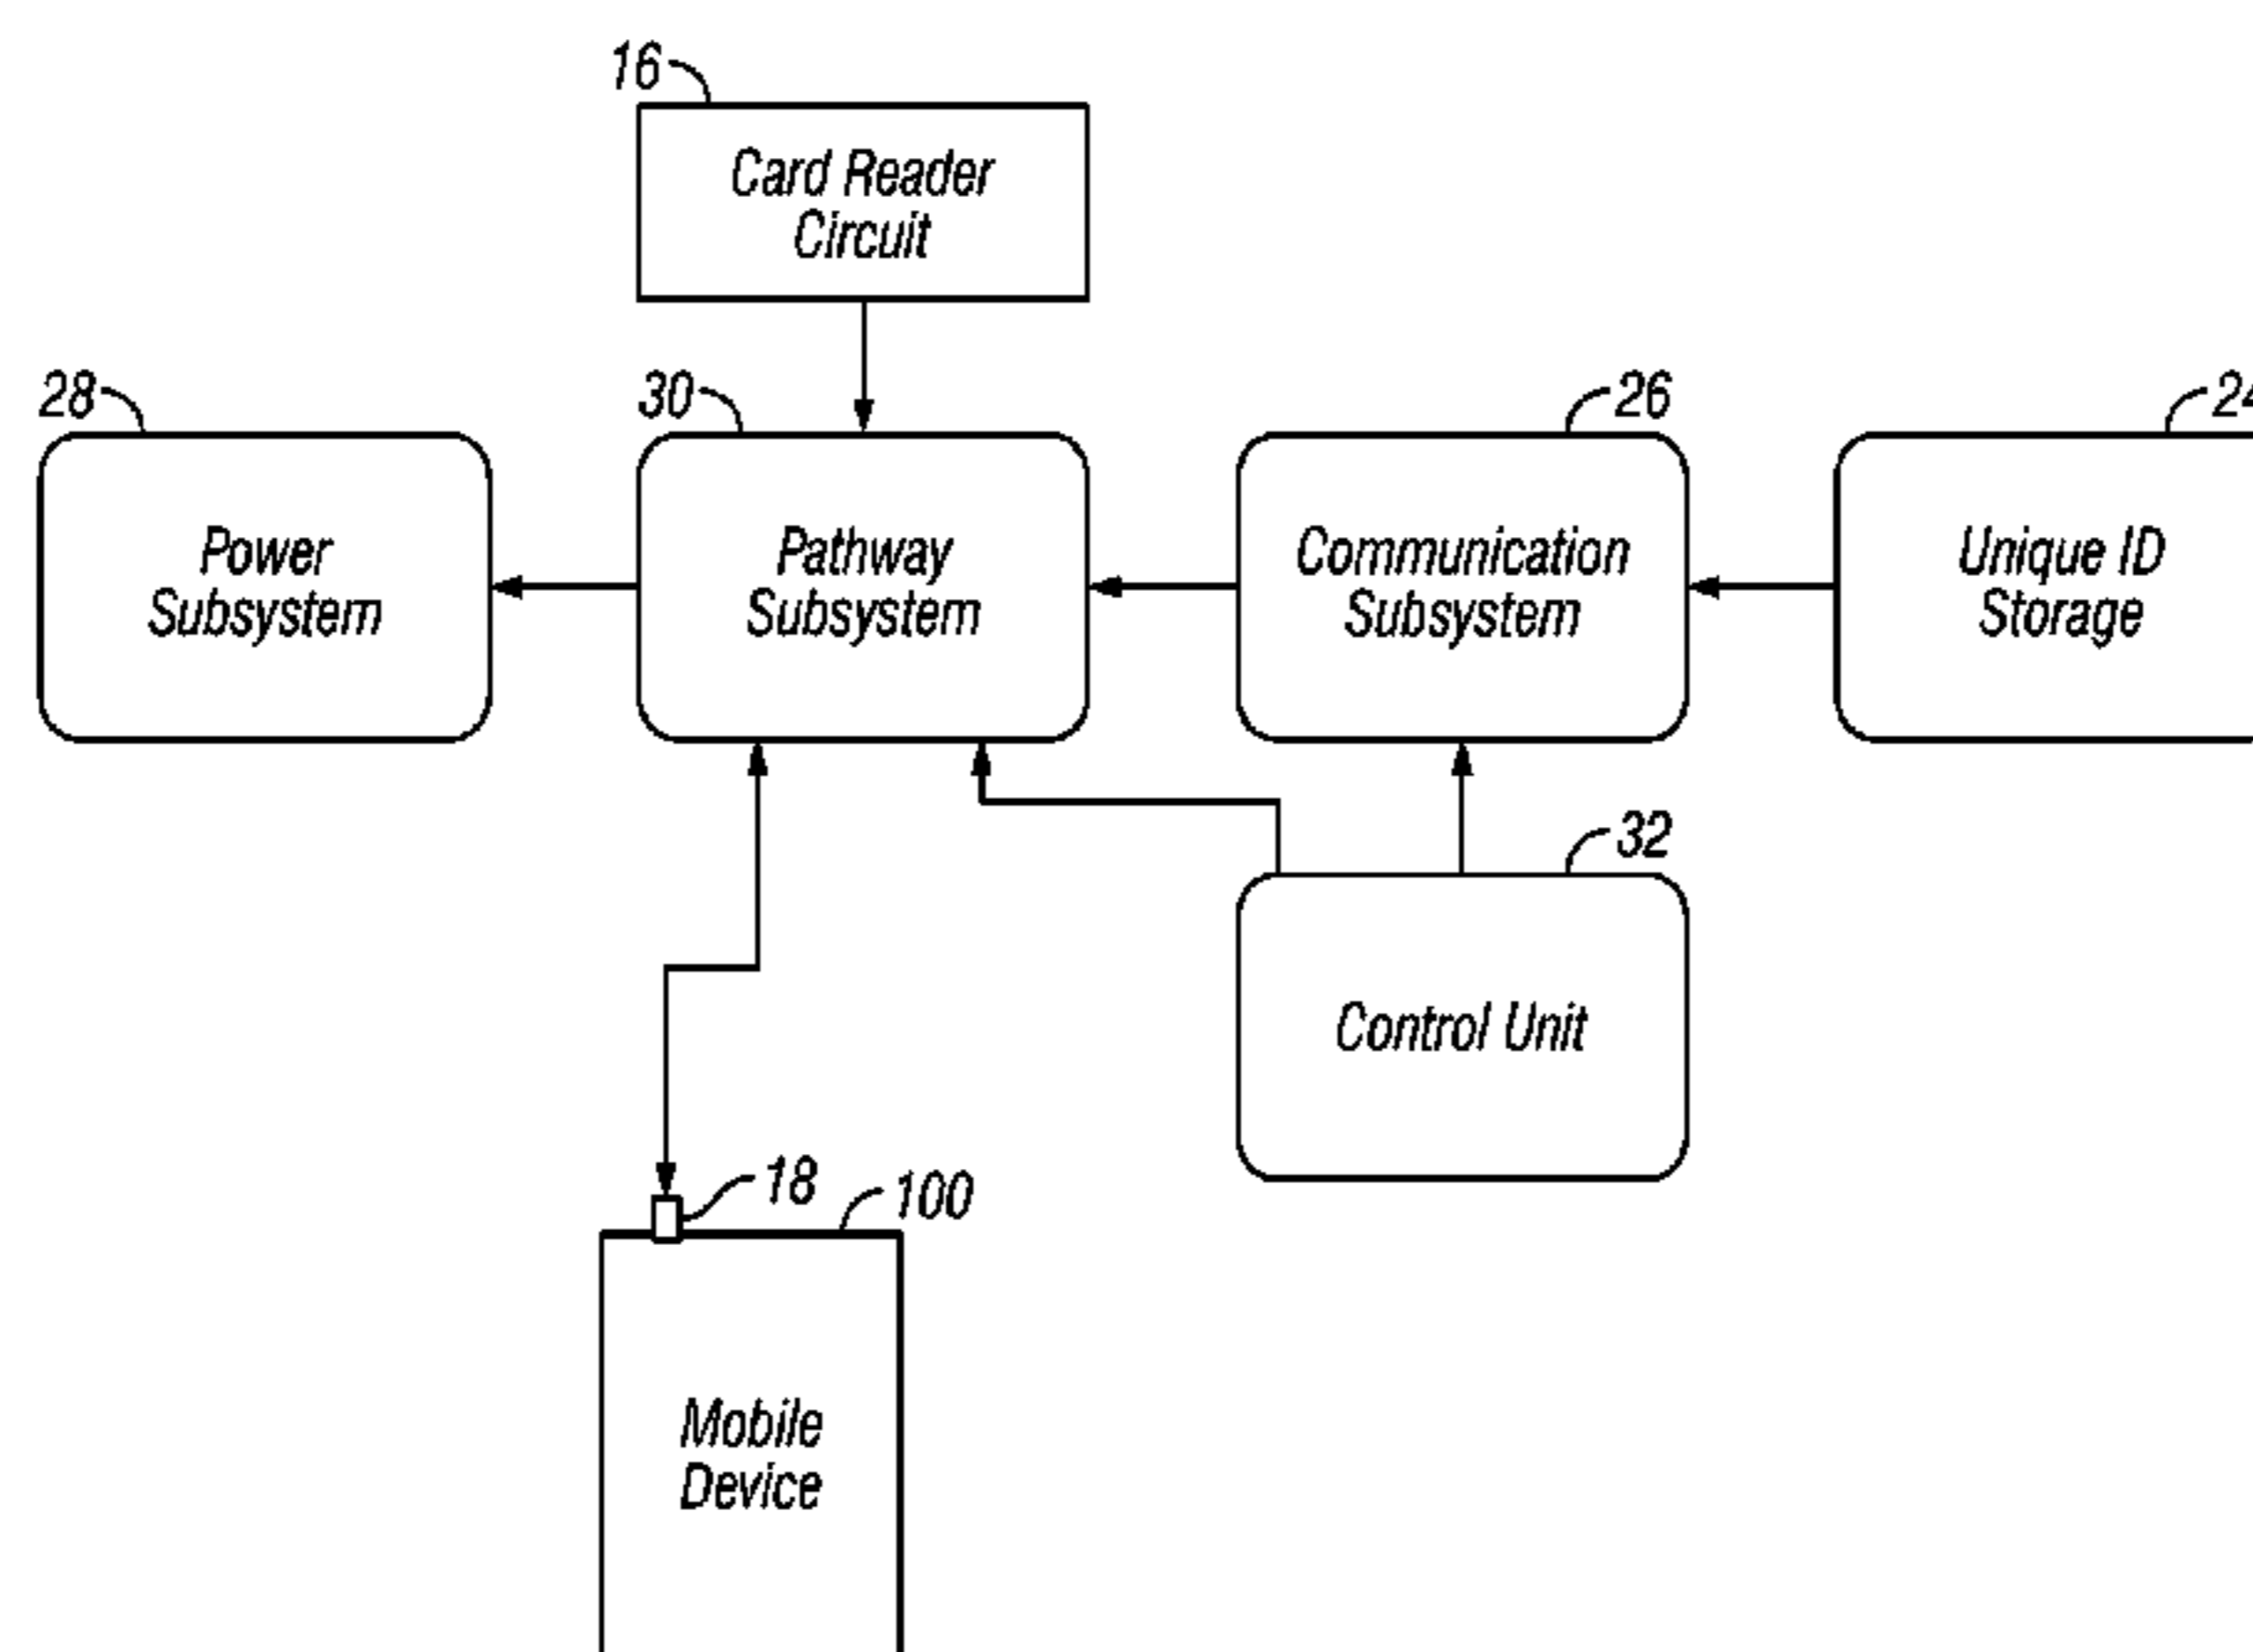 16
Card Reader
Circuit
28
30
26
24
Power
Subsystem
Pathway
Subsystem
Communication
Subsystem
Unique ID
Storage
32
Control Unit
18
100
Mobile
Device